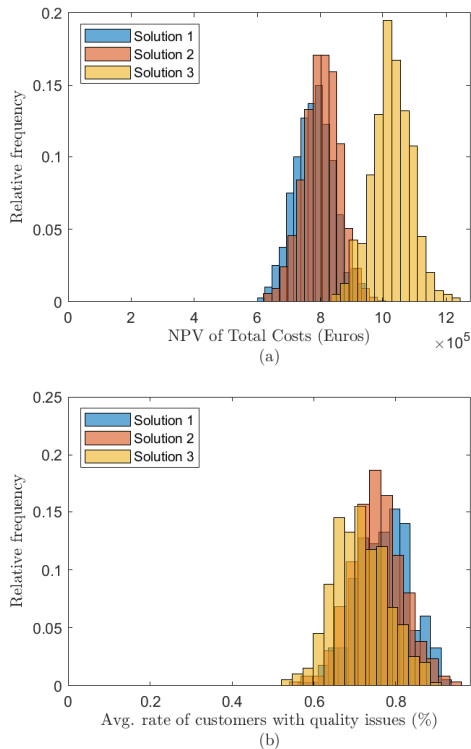 0.2
0.15
0.1
0.05
0
Relative frequency
Solution 1
Solution 2
Solution 3
0 2 4 6 8 10 12
NPV of Total Costs (Euros)
×10⁵
(a)
0.25
0.2
0.15
0.1
0.05
0
Relative frequency
Solution 1
Solution 2
Solution 3
0 0.2 0.4 0.6 0.8
Avg. rate of customers with quality issues (%)
(b)